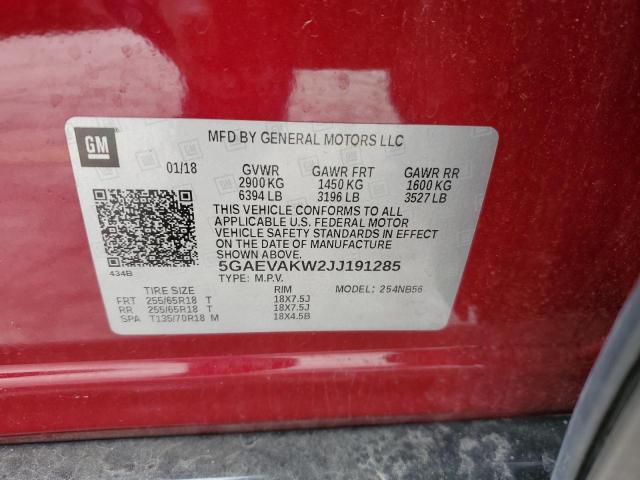 GM
MFD BY GENERAL MOTORS LLC
01/18 GVWR GAWR FRT GAWR RR
2900 KG 1450 KG 1600 KG
6394 LB 3196 LB 3527 LB
THIS VEHICLE CONFORMS TO ALL
APPLICABLE U.S. FEDERAL MOTOR
VEHICLE SAFETY STANDARDS IN EFFECT
ON THE DATE OF MANUFACTURE
SHOWN ABOVE.
434B 5GAEVAKW2JJ191285
TYPE: M.P.V.
TIRE SIZE RIM MODEL: 254NB56
FRT 255/65R18 T 18X7.5J
RR 255/65R18 T 18X7.5J
SPA T135/70R18 M 18X4.5B